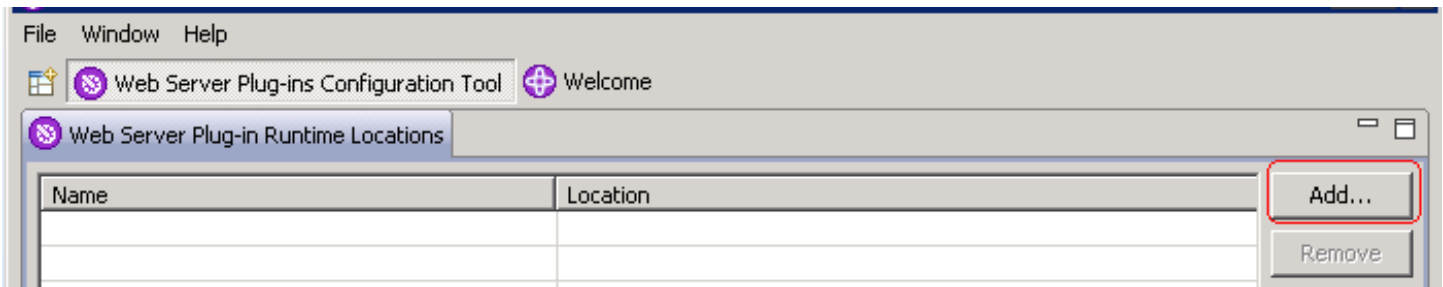 File Window Help
Web Server Plug-ins Configuration Tool Welcome
Web Server Plug-in Runtime Locations
Name Location Add...
Remove